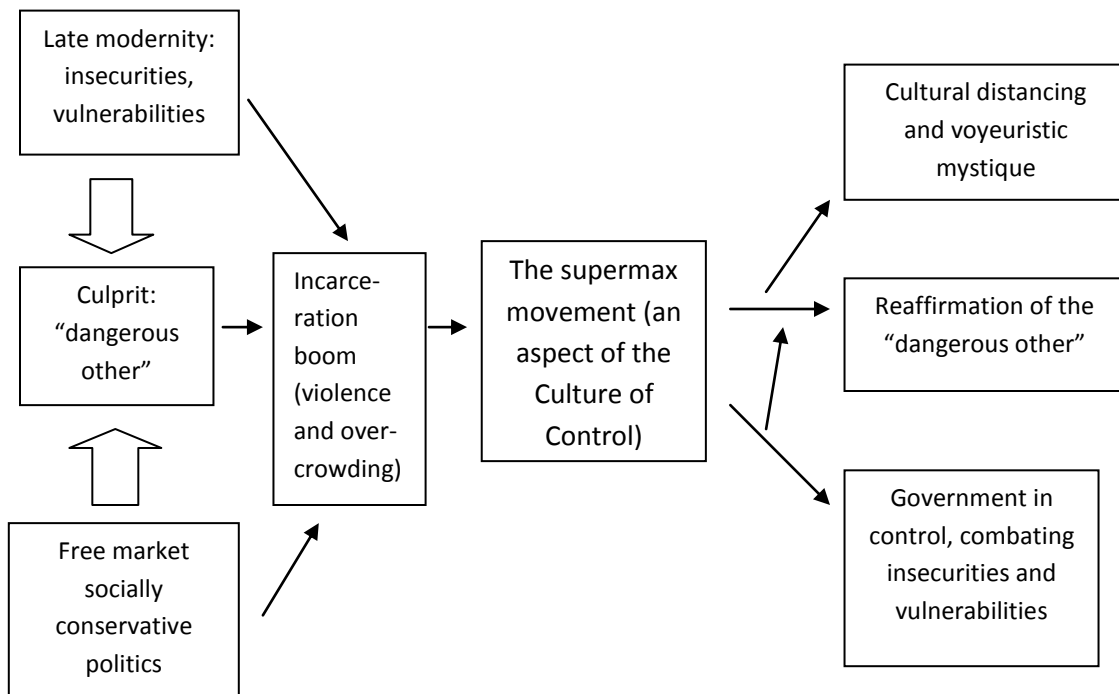 Late modernity:
insecurities,
vulnerabilities
Culprit:
“dangerous
other”
Free market
socially
conservative
politics
Incarce-
ration
boom
(violence
and over-
crowding)
The supermax
movement (an
aspect of the
Culture of
Control)
Cultural distancing
and voyeuristic
mystique
Reaffirmation of the
“dangerous other”
Government in
control, combating
insecurities and
vulnerabilities